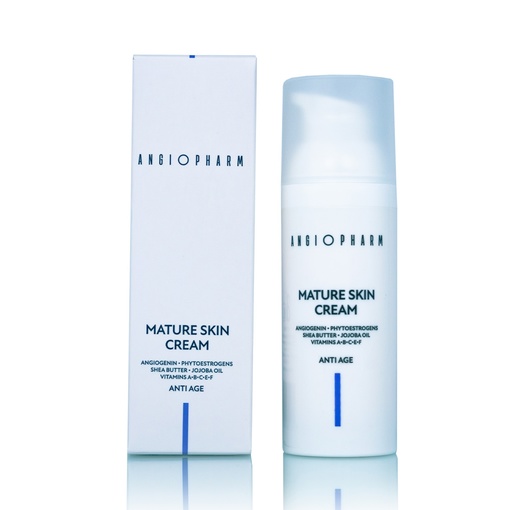 ANGIOPHARM
MATURE SKIN
CREAM
ANGIOGENIN • PHYTOESTROGENS
SHEA BUTTER • JOJOBA OIL
VITAMINS A•B•C•E•F
ANTI AGE
ANGIOPHARM
MATURE SKIN
CREAM
ANGIOGENIN • PHYTOESTROGENS
SHEA BUTTER • JOJOBA OIL
VITAMINS A•B•C•E•F
ANTI AGE